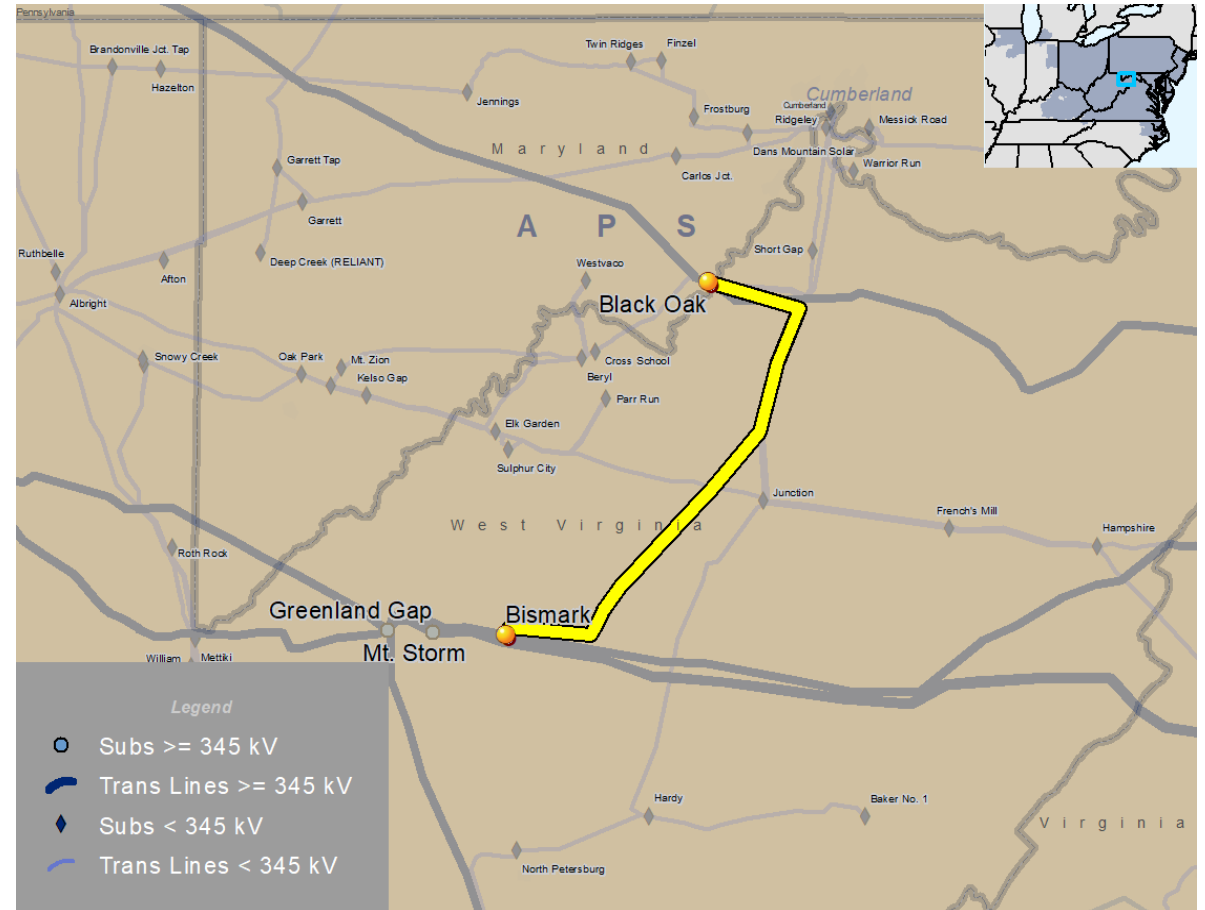 Pennsylvania
Brandonville Jct. Tap
Hazelton
Twin Ridges
Finzel
Jennings
Cumberland
Cumberland
Frostburg
Ridgeley
Messick Road
Maryland
Dans Mountain Solar
Warrior Run
Garrett Tap
Carlos Jct.
Garrett
A P S
Ruthbelle
Deep Creek (RELIANT)
Short Gap
Afton
Westvaco
Albright
Black Oak
Snowy Creek
Oak Park
Mt. Zion
Cross School
Kelso Gap
Beryl
Parr Run
Elk Garden
Sulphur City
Junction
French's Mill
West Virginia
Hampshire
Roth Rock
Greenland Gap
Bismark
Mt. Storm
William
Mettiki
Legend
Subs >= 345 kV
Trans Lines >= 345 kV
Subs < 345 kV
Trans Lines < 345 kV
Hardy
Baker No. 1
Virginia
North Petersburg